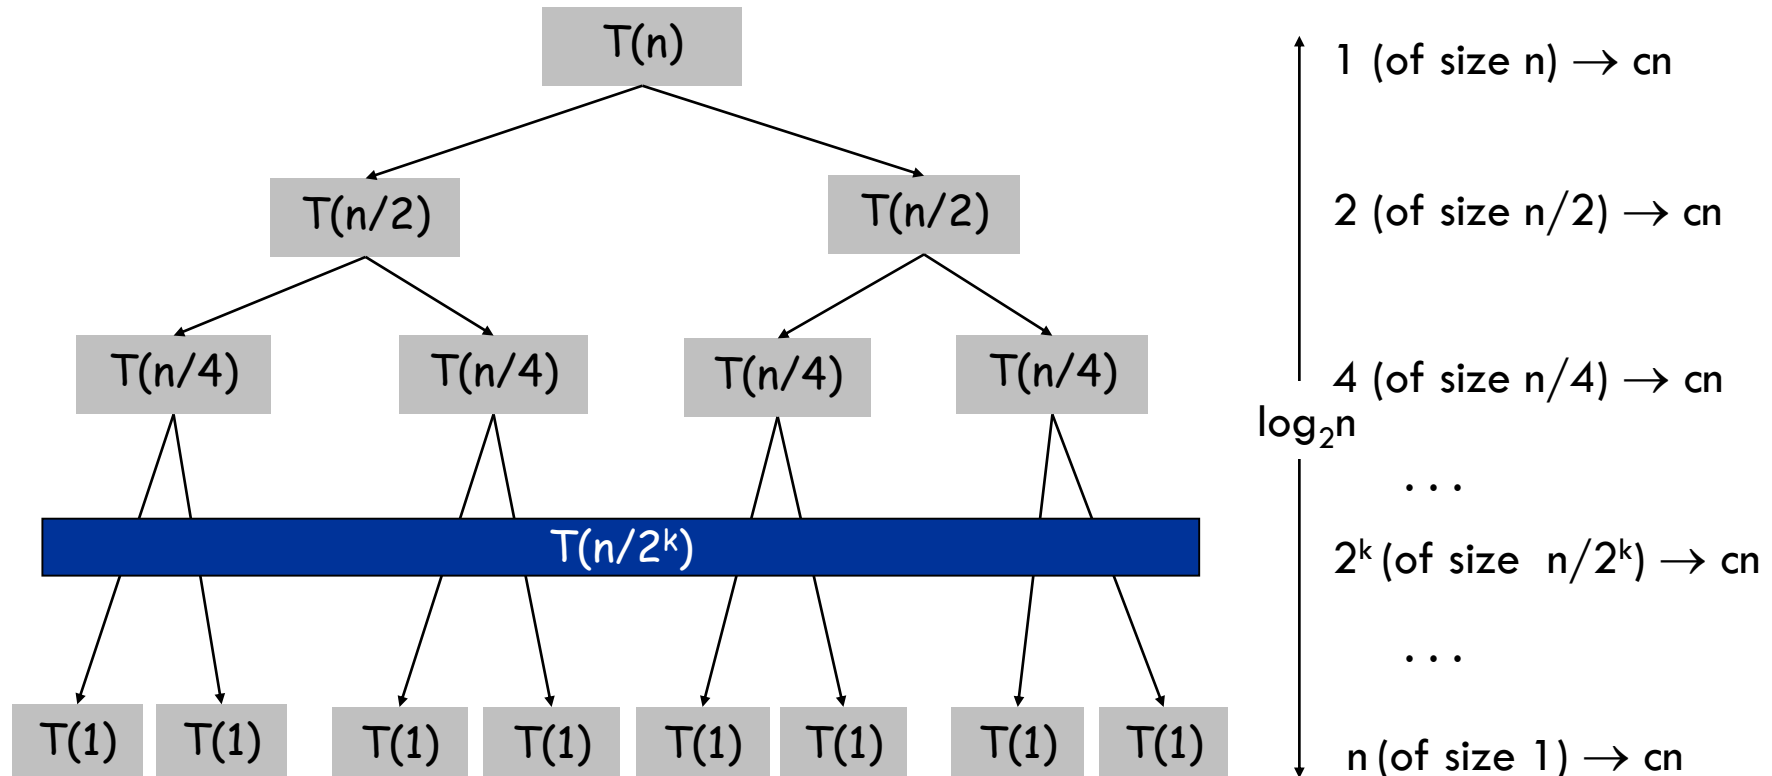 T(n)
1 (of size n) → cn
T(n/2) T(n/2)
2 (of size n/2) → cn
T(n/4) T(n/4) T(n/4) T(n/4)
4 (of size n/4) → cn
log₂n
. . .
T(n/2ᵏ)
2ᵏ (of size n/2ᵏ) → cn
. . .
T(1) T(1) T(1) T(1) T(1) T(1) T(1) T(1)
n (of size 1) → cn